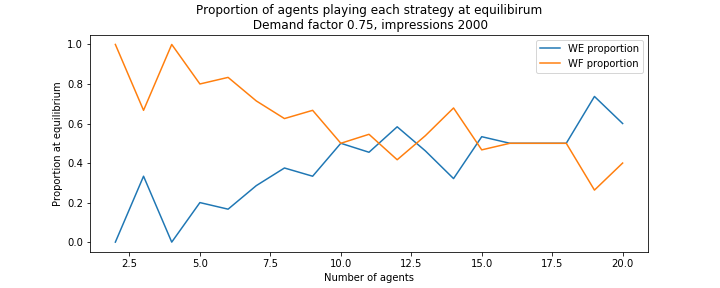 Proportion of agents playing each strategy at equilibirum
Demand factor 0.75, impressions 2000
WE proportion
WF proportion
Proportion at equilibrium
1.0
0.8
0.6
0.4
0.2
0.0
2.5 5.0 7.5 10.0 12.5 15.0 17.5 20.0
Number of agents